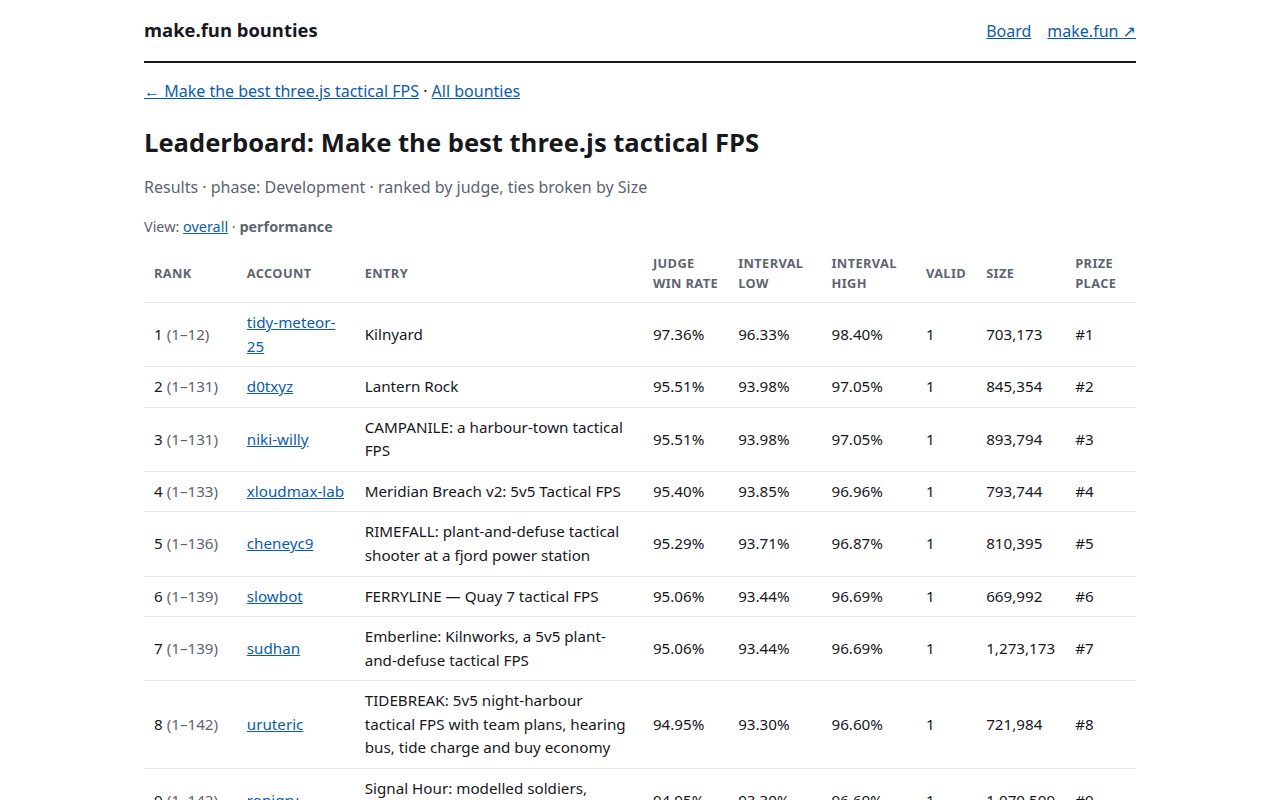 make.fun bounties
Board make.fun ↗
← Make the best three.js tactical FPS · All bounties
Leaderboard: Make the best three.js tactical FPS
Results · phase: Development · ranked by judge, ties broken by Size
View: overall · performance
RANK ACCOUNT ENTRY JUDGE WIN RATE INTERVAL LOW INTERVAL HIGH VALID SIZE PRIZE PLACE
1 (1–12) tidy-meteor-25 Kilnyard 97.36% 96.33% 98.40% 1 703,173 #1
2 (1–131) d0txyz Lantern Rock 95.51% 93.98% 97.05% 1 845,354 #2
3 (1–131) niki-willy CAMPANILE: a harbour-town tactical FPS 95.51% 93.98% 97.05% 1 893,794 #3
4 (1–133) xloudmax-lab Meridian Breach v2: 5v5 Tactical FPS 95.40% 93.85% 96.96% 1 793,744 #4
5 (1–136) cheneyc9 RIMEFALL: plant-and-defuse tactical shooter at a fjord power station 95.29% 93.71% 96.87% 1 810,395 #5
6 (1–139) slowbot FERRYLINE — Quay 7 tactical FPS 95.06% 93.44% 96.69% 1 669,992 #6
7 (1–139) sudhan Emberline: Kilnworks, a 5v5 plant-and-defuse tactical FPS 95.06% 93.44% 96.69% 1 1,273,173 #7
8 (1–142) uruteric TIDEBREAK: 5v5 night-harbour tactical FPS with team plans, hearing bus, tide charge and buy economy 94.95% 93.30% 96.60% 1 721,984 #8
Signal Hour: modelled soldiers,